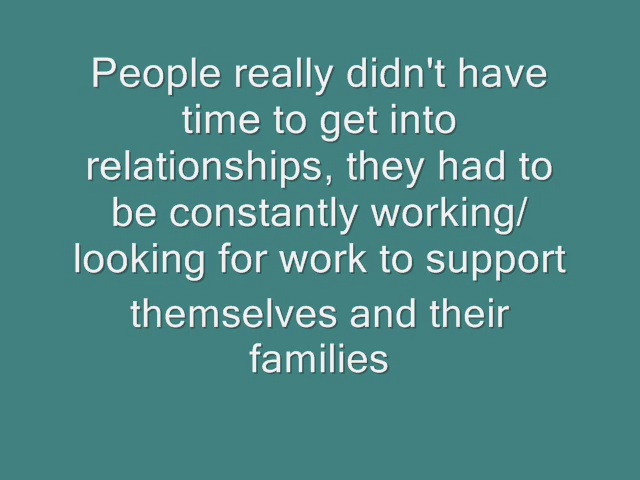 People really didn't have
time to get into
relationships, they had to
be constantly working/
looking for work to support
themselves and their
families